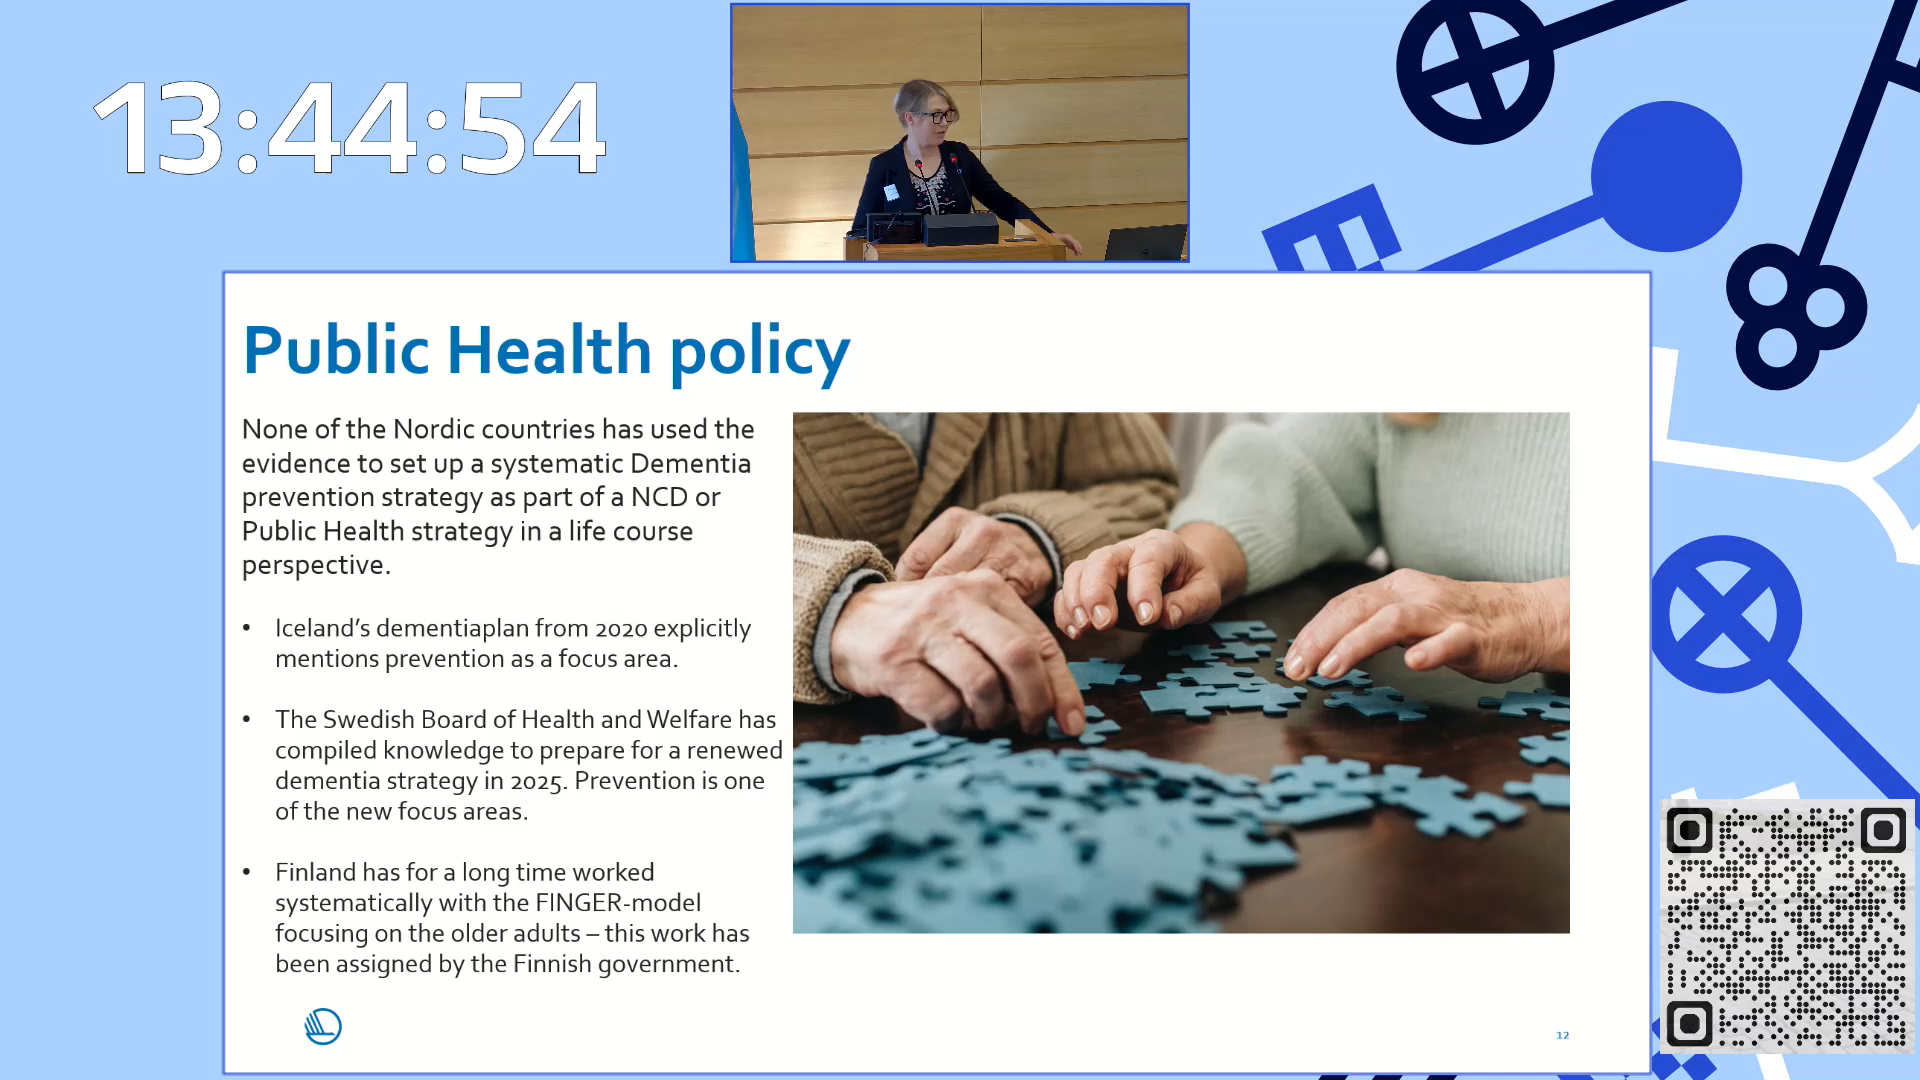 13:44:54
Public Health policy
None of the Nordic countries has used the
evidence to set up a systematic Dementia
prevention strategy as part of a NCD or
Public Health strategy in a life course
perspective.
• Iceland’s dementiaplan from 2020 explicitly
mentions prevention as a focus area.
• The Swedish Board of Health and Welfare has
compiled knowledge to prepare for a renewed
dementia strategy in 2025. Prevention is one
of the new focus areas.
• Finland has for a long time worked
systematically with the FINGER-model
focusing on the older adults – this work has
been assigned by the Finnish government.
12